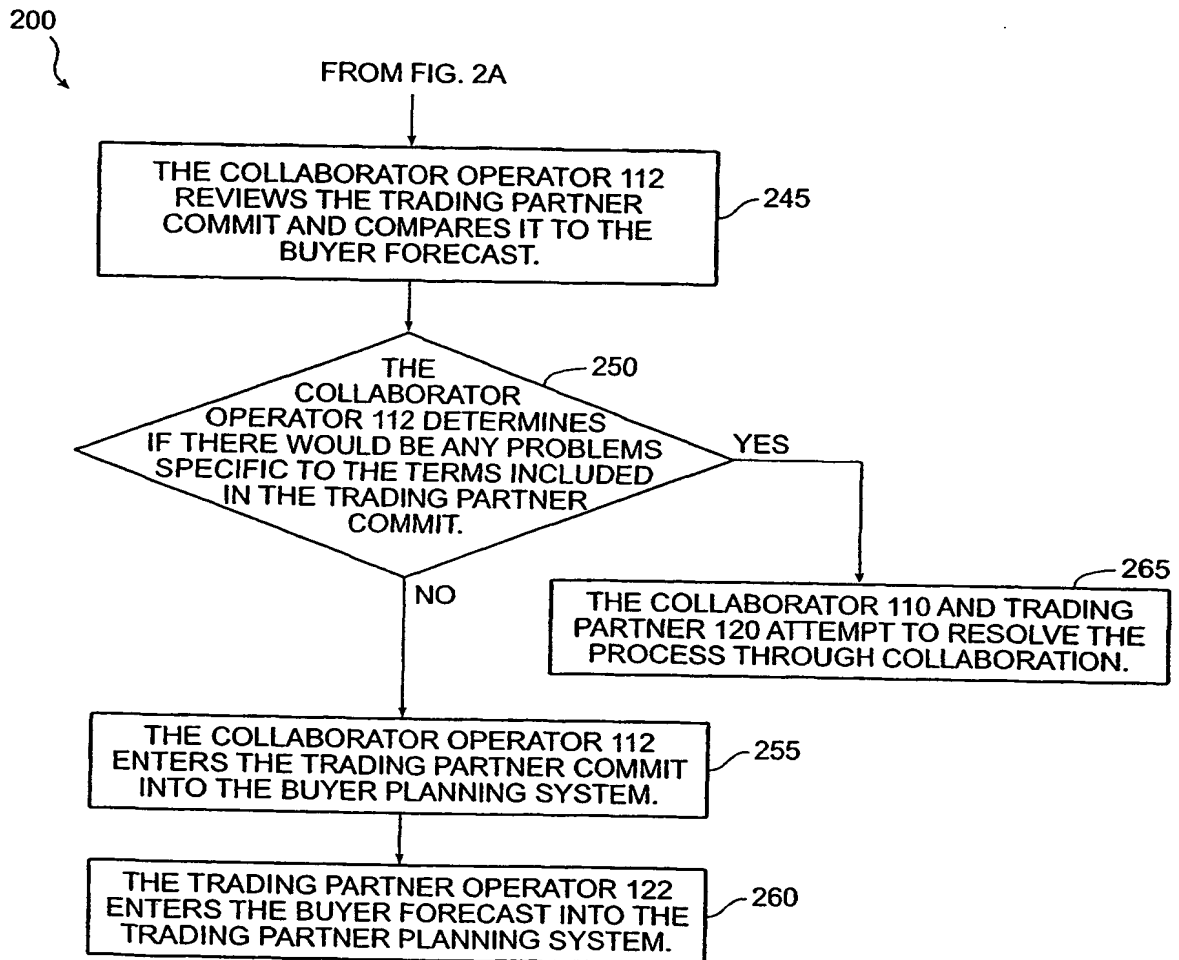 200
FROM FIG. 2A
THE COLLABORATOR OPERATOR 112
REVIEWS THE TRADING PARTNER
COMMIT AND COMPARES IT TO THE
BUYER FORECAST.
245
THE
COLLABORATOR
OPERATOR 112 DETERMINES
IF THERE WOULD BE ANY PROBLEMS
SPECIFIC TO THE TERMS INCLUDED
IN THE TRADING PARTNER
COMMIT.
250
YES
NO
265
THE COLLABORATOR 110 AND TRADING
PARTNER 120 ATTEMPT TO RESOLVE THE
PROCESS THROUGH COLLABORATION.
THE COLLABORATOR OPERATOR 112
ENTERS THE TRADING PARTNER COMMIT
INTO THE BUYER PLANNING SYSTEM.
255
THE TRADING PARTNER OPERATOR 122
ENTERS THE BUYER FORECAST INTO THE
TRADING PARTNER PLANNING SYSTEM.
260